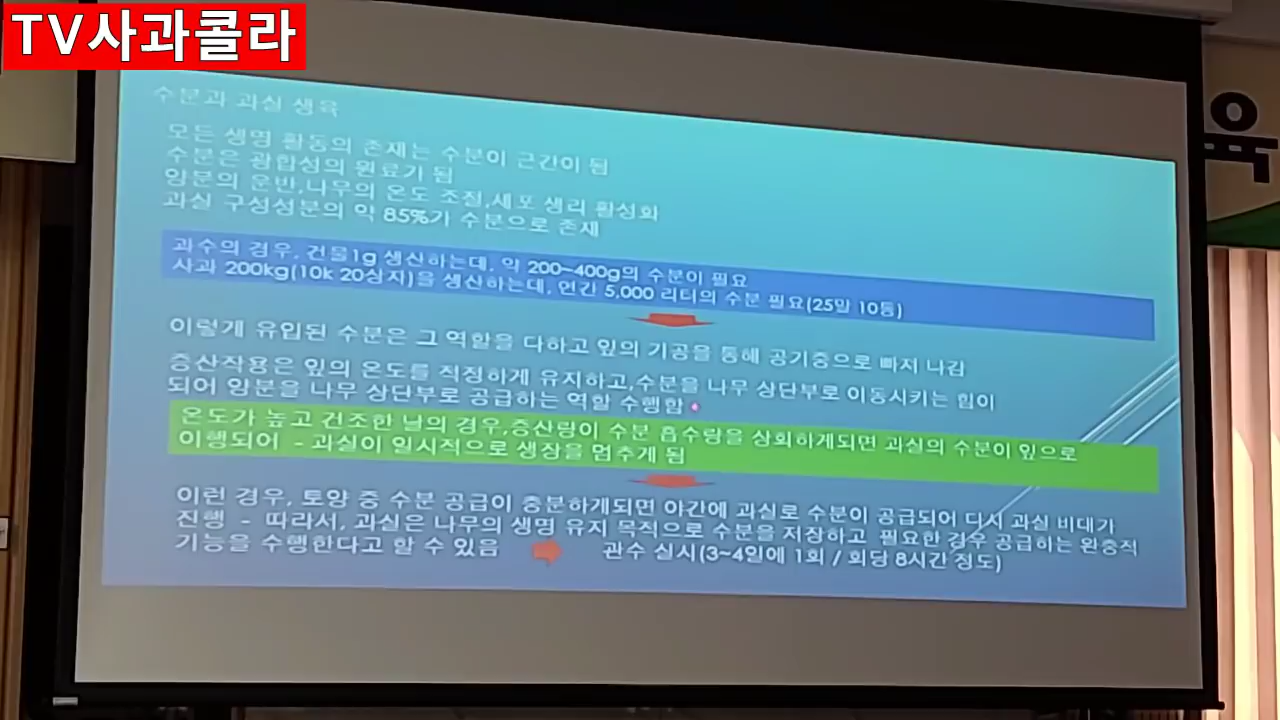 TV사과콜라
육
수분과 과실 생육
모든 생명 활동의 존재는 수분이 근간이 됨
수분은 광합성의 원료가 됨
양분의 운반,나무의 온도 조절,세포 생리 활성화
과실 구성성분의 약 85%가 수분으로 존재
과수의 경우, 건물1g 생산하는데, 약 200~400g의 수분이 필요
사과 200kg(10k 20상자)을 생산하는데, 연간 5,000 리터의 수분 필요(25말 10통)
이렇게 유입된 수분은 그 역할을 다하고 잎의 기공을 통해 공기중으로 빠져 나감
증산작용은 잎의 온도를 적정하게 유지하고,수분을 나무 상단부로 이동시키는 힘이
되어 양분을 나무 상단부로 공급하는 역할 수행함
온도가 높고 건조한 날의 경우,증산량이 수분 흡수량을 상회하게되면 과실의 수분이 잎으로
이행되어 - 과실이 일시적으로 생장을 멈추게 됨
이런 경우, 토양 중 수분 공급이 충분하게되면 야간에 과실로 수분이 공급되어 다시 과실 비대가
진행 - 따라서, 과실은 나무의 생명 유지 목적으로 수분을 저장하고 필요한 경우 공급하는 완충적
기능을 수행한다고 할 수 있음 관수 실시(3~4일에 1회 / 회당 8시간 정도)